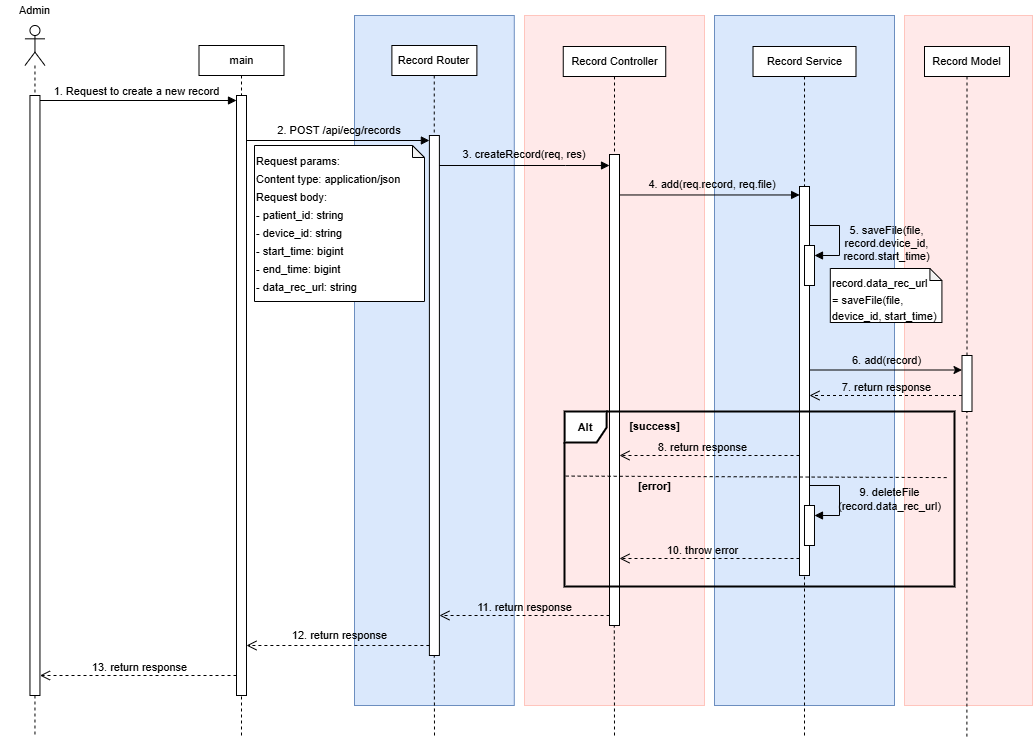 Admin
main
Record Router
Record Controller
Record Service
Record Model
1. Request to create a new record
2. POST /api/ecg/records
Request params:
Content type: application/json
Request body:
- patient_id: string
- device_id: string
- start_time: bigint
- end_time: bigint
- data_rec_url: string
3. createRecord(req, res)
4. add(req.record, req.file)
5. saveFile(file,
record.device_id,
record.start_time)
record.data_rec_url
= saveFile(file,
device_id, start_time)
6. add(record)
7. return response
Alt
[success]
8. return response
[error]
9. deleteFile
(record.data_rec_url)
10. throw error
11. return response
12. return response
13. return response